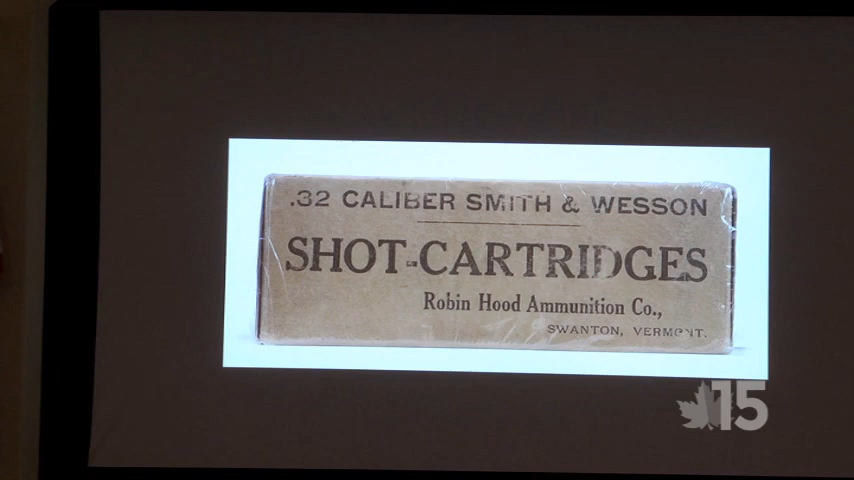 .32 CALIBER SMITH & WESSON
SHOT-CARTRIDGES
Robin Hood Ammunition Co.,
SWANTON, VERMONT.
15